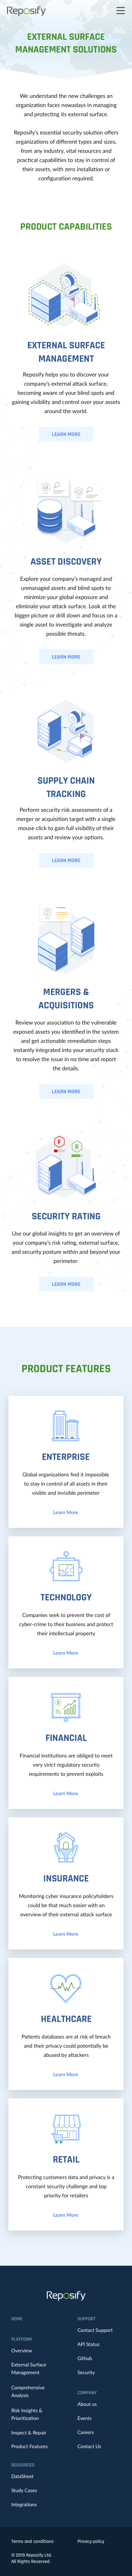 Reposify
EXTERNAL SURFACE
MANAGEMENT SOLUTIONS
We understand the new challenges an
organization faces nowadays in managing
and protecting its external surface.
Reposify's essential security solution offers
organizations of different types and sizes,
from any industry, vital resources and
practical capabilities to stay in control of
their assets, with zero installation or
configuration required.
PRODUCT CAPABILITIES
EXTERNAL SURFACE
MANAGEMENT
Reposify helps you to discover your
company's external attack surface,
becoming aware of any blind spots and
gaining visibility and control over your assets
around the world.
LEARN MORE
ASSET DISCOVERY
Explore your company's managed and
unmanaged assets and blind spots to
minimize your global exposure and
eliminate your attack surface. Look at the
bigger picture or drill down and focus on a
single asset to investigate and analyze
possible threats.
LEARN MORE
SUPPLY CHAIN
TRACKING
Perform security risk assessments of a
merger or acquisition target with a single
mouse click to gain full visibility of their
assets and review your options.
LEARN MORE
MERGERS &
ACQUISITIONS
Review your association to the vulnerable
exposed assets you identified in the system
and get actionable remediation steps
instantly integrated into your security stack
to resolve the issue in no time and report
the details.
LEARN MORE
F
B
SECURITY RATING
Use our global insights to get an overview of
your company's risk rating, external surface,
and security posture within and beyond your
perimeter.
LEARN MORE
PRODUCT FEATURES
ENTERPRISE
Global organizations find it impossible
to stay in control of all assets in their
visible and invisible perimeter
Learn More
TECHNOLOGY
Companies seek to prevent the cost of
cyber-crime to their business and protect
their intellectual property
Learn More
FINANCIAL
Financial institutions are obliged to meet
very strict regulatory security
requirements to prevent exploits
Learn More
INSURANCE
Monitoring cyber insurance policyholders
could be that much easier with an
overview of their external attack surface
Learn More
HEALTHCARE
Patients databases are at risk of breach
and their privacy could potentially be
abused by attackers
Learn More
RETAIL
Protecting customers data and privacy is a
constant security challenge and top
priority for retailers
Learn More
Reposify
HOME
PLATFORM
Overview
External Surface
Management
Comprehensive
Analysis
Risk Insights &
Prioritization
Inspect & Repair
Product Features
RESOURCES
DataSheet
Study Cases
Integrations
SUPPORT
Contact Support
API Status
Github
Security
COMPANY
About us
Events
Careers
Contact Us
Terms and conditions
Privacy policy
© 2019 Reposify Ltd.
All Rights Reserved.